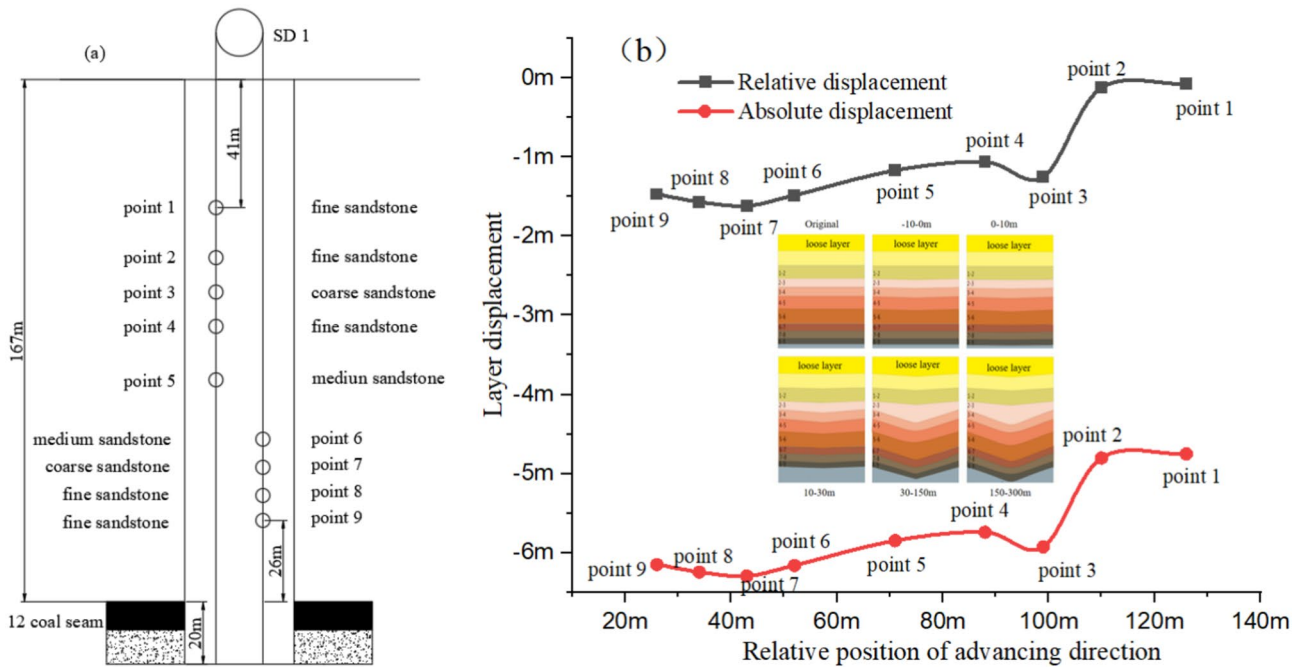 (a)
SD 1
41m
167m
point 1
fine sandstone
point 2
fine sandstone
point 3
coarse sandstone
point 4
fine sandstone
point 5
mediun sandstone
medium sandstone
point 6
coarse sandstone
point 7
fine sandstone
point 8
fine sandstone
point 9
26m
12 coal seam
20m
(b)
Relative displacement
Absolute displacement
Layer displacement
0m
-1m
-2m
-3m
-4m
-5m
-6m
point 2
point 1
point 4
point 3
point 5
point 6
point 7
point 8
point 9
Original
-10-0m
0-10m
loose layer
loose layer
loose layer
loose layer
loose layer
loose layer
10-30m
30-150m
150-300m
point 2
point 1
point 4
point 3
point 5
point 6
point 7
point 8
point 9
20m
40m
60m
80m
100m
120m
140m
Relative position of advancing direction